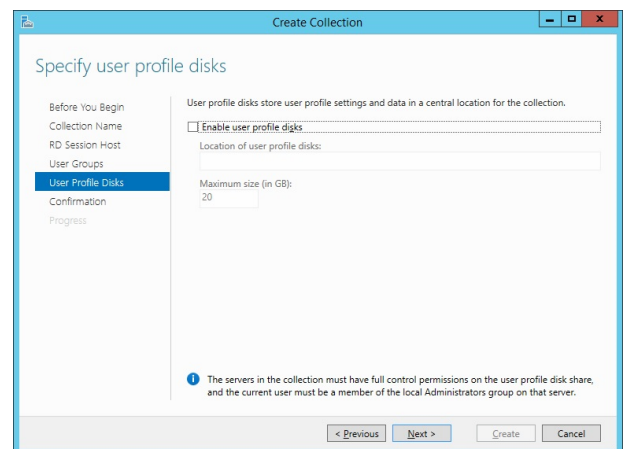 Create Collection
Specify user profile disks
Before You Begin
Collection Name
RD Session Host
User Groups
User Profile Disks
Confirmation
Progress
User profile disks store user profile settings and data in a central location for the collection.
Enable user profile disks
Location of user profile disks:
Maximum size (in GB):
20
The servers in the collection must have full control permissions on the user profile disk share,
and the current user must be a member of the local Administrators group on that server.
< Previous Next > Create Cancel